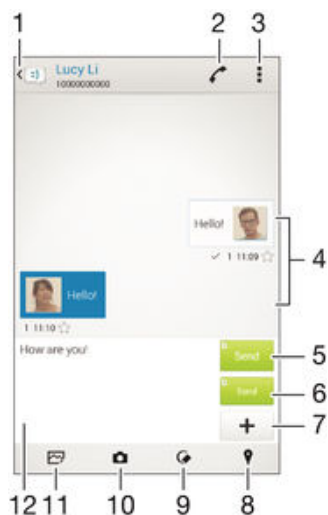 1 2 3
:) Lucy Li
10000000000
Hello!
4
✓ 1 11:09
Hello!
1 11:10
How are you!
Send 5
Send 6
+ 7
12 11 10 9 8